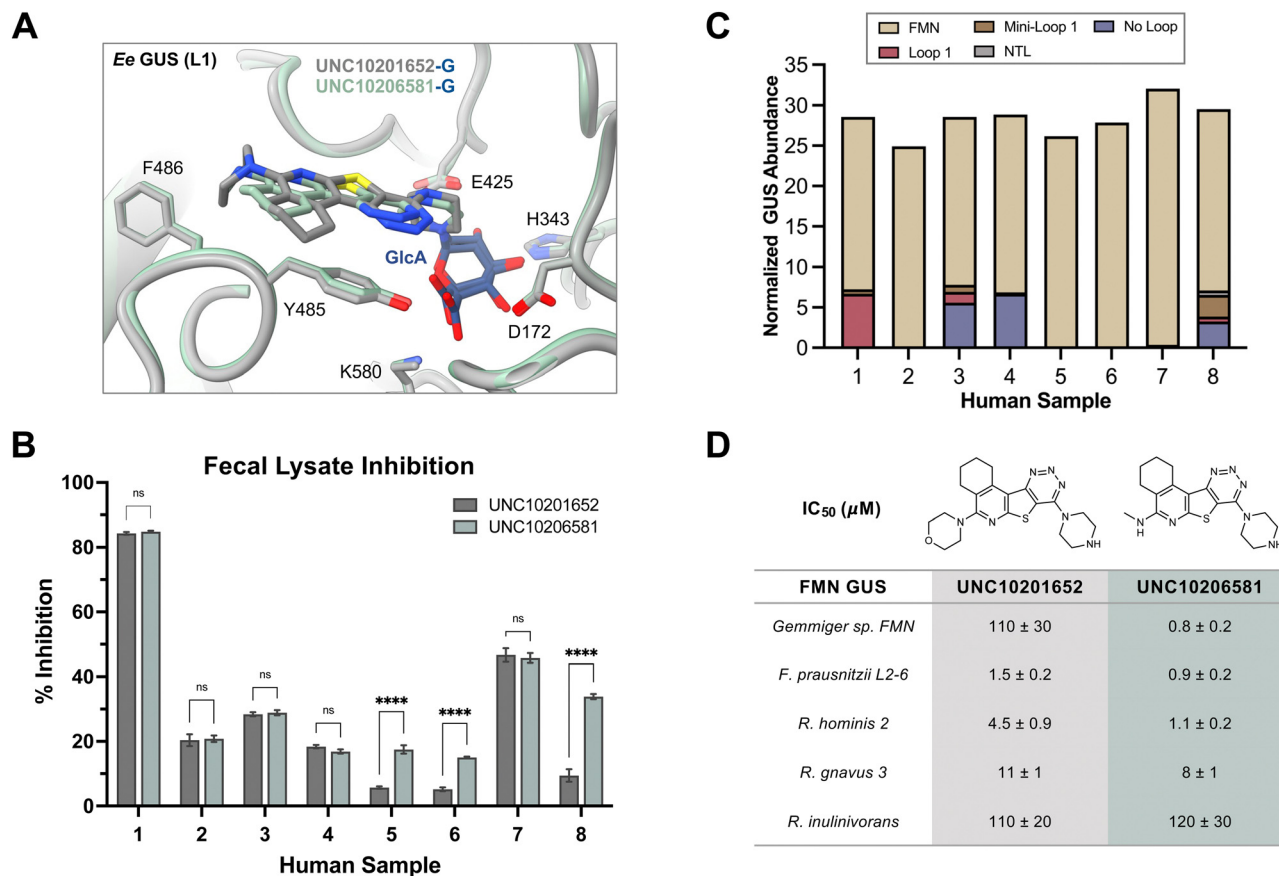 A
Ee GUS (L1)
UNC10201652-G
UNC10206581-G
F486
E425
H343
GlcA
Y485
D172
K580
B
Fecal Lysate Inhibition
UNC10201652
UNC10206581
% Inhibition
100
80
60
40
20
0
ns
ns
ns
ns
****
****
ns
****
1 2 3 4 5 6 7 8
Human Sample
C
FMN Mini-Loop 1 No Loop
Loop 1 NTL
Normalized GUS Abundance
35
30
25
20
15
10
5
0
1 2 3 4 5 6 7 8
Human Sample
D
IC50 (μM)
N N N
N N S N
O NH
N N N
N N S N
H NH
FMN GUS UNC10201652 UNC10206581
Gemmiger sp. FMN 110 ± 30 0.8 ± 0.2
F. prausnitzii L2-6 1.5 ± 0.2 0.9 ± 0.2
R. hominis 2 4.5 ± 0.9 1.1 ± 0.2
R. gnavus 3 11 ± 1 8 ± 1
R. inulinivorans 110 ± 20 120 ± 30